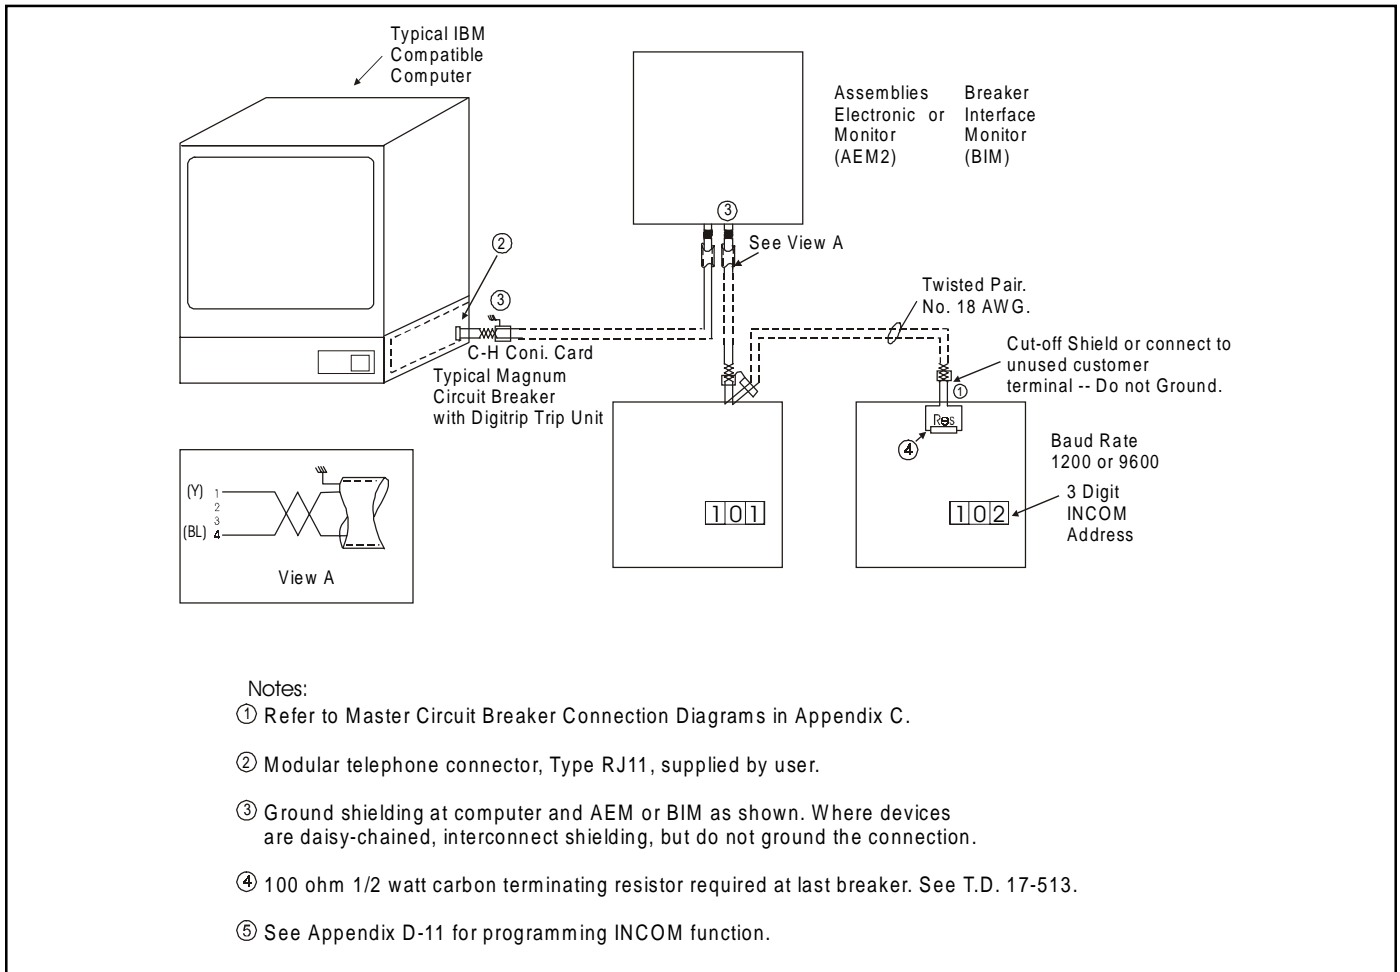 Typical IBM
Compatible
Computer
Assemblies Breaker
Electronic or Interface
Monitor Monitor
(AEM2) (BIM)
3
See View A
2
3
Twisted Pair.
No. 18 AWG.
C-H Coni. Card
Typical Magnum
Circuit Breaker
with Digitrip Trip Unit
Cut-off Shield or connect to
unused customer
terminal -- Do not Ground.
1
Res
4
Baud Rate
1200 or 9600
101
102
3 Digit
INCOM
Address
(Y) 1
2
3
(BL) 4
View A
Notes:
① Refer to Master Circuit Breaker Connection Diagrams in Appendix C.
② Modular telephone connector, Type RJ11, supplied by user.
③ Ground shielding at computer and AEM or BIM as shown. Where devices
are daisy-chained, interconnect shielding, but do not ground the connection.
④ 100 ohm 1/2 watt carbon terminating resistor required at last breaker. See T.D. 17-513.
⑤ See Appendix D-11 for programming INCOM function.